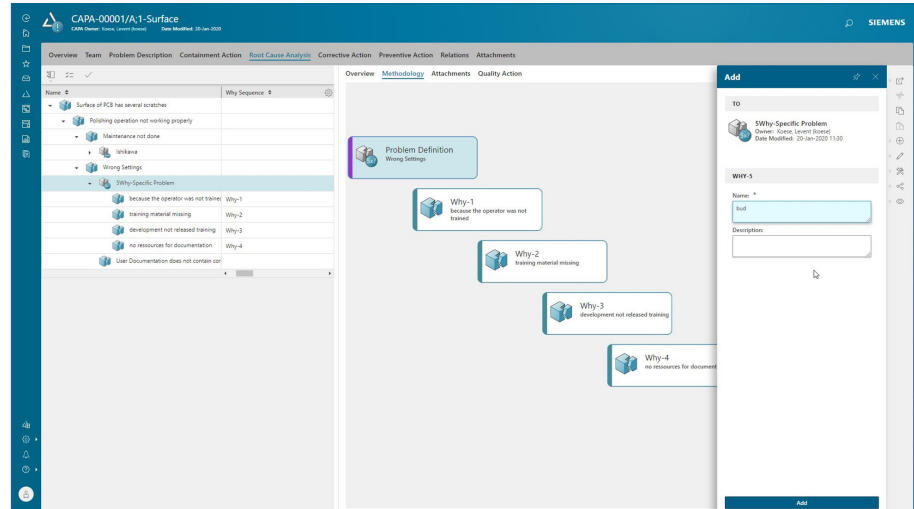 CAPA-00001/A;1-Surface
CAPA Owner: Koese, Levent (koese) Date Modified: 20-Jan-2020
SIEMENS
Overview Team Problem Description Containment Action Root Cause Analysis Corrective Action Preventive Action Relations Attachments
Name Why Sequence
Surface of PCB has several scratches
Polishing operation not working properly
Maintenance not done
Ishikawa
Wrong Settings
5Why-Specific Problem
because the operator was not trained Why-1
training material missing Why-2
development not released training Why-3
no ressources for documentation Why-4
User Documentation does not contain cor
Overview Methodology Attachments Quality Action
Problem Definition
Wrong Settings
Why-1
because the operator was not
trained
Why-2
training material missing
Why-3
development not released training
Why-4
no ressources for document
Add
TO
5Why-Specific Problem
Owner: Koese, Levent (koese)
Date Modified: 20-Jan-2020 11:30
WHY-5
Name: *
bud
Description:
Add